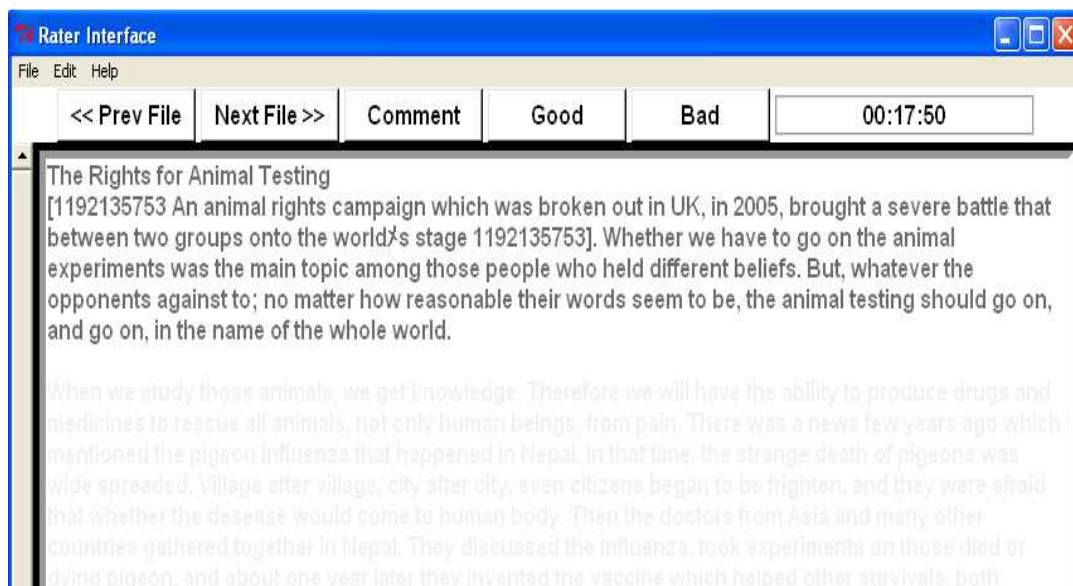 Rater Interface
File Edit Help
<< Prev File Next File >> Comment Good Bad 00:17:50
The Rights for Animal Testing
[1192135753 An animal rights campaign which was broken out in UK, in 2005, brought a severe battle that
between two groups onto the world's stage 1192135753]. Whether we have to go on the animal
experiments was the main topic among those people who held different beliefs. But, whatever the
opponents against to; no matter how reasonable their words seem to be, the animal testing should go on,
and go on, in the name of the whole world.
When we study those animals, we get knowledge. Therefore we will have the ability to produce drugs and
medicines to rescue all animals, not only human beings, from pain. There was a news few years ago which
mentioned the pigeon influenza that happened in Nepal. In that time, the strange death of pigeons was
wide spreaded. Village after village, city after city, even citizens began to be frighten, and they were afraid
that whether the desease would come to human body. Then the doctors from Asia and many other
countries gathered together in Nepal. They discussed the influenza, took experiments on those died or
dying pigeon, and about one year later they invented the vaccine which helped other survivals, both